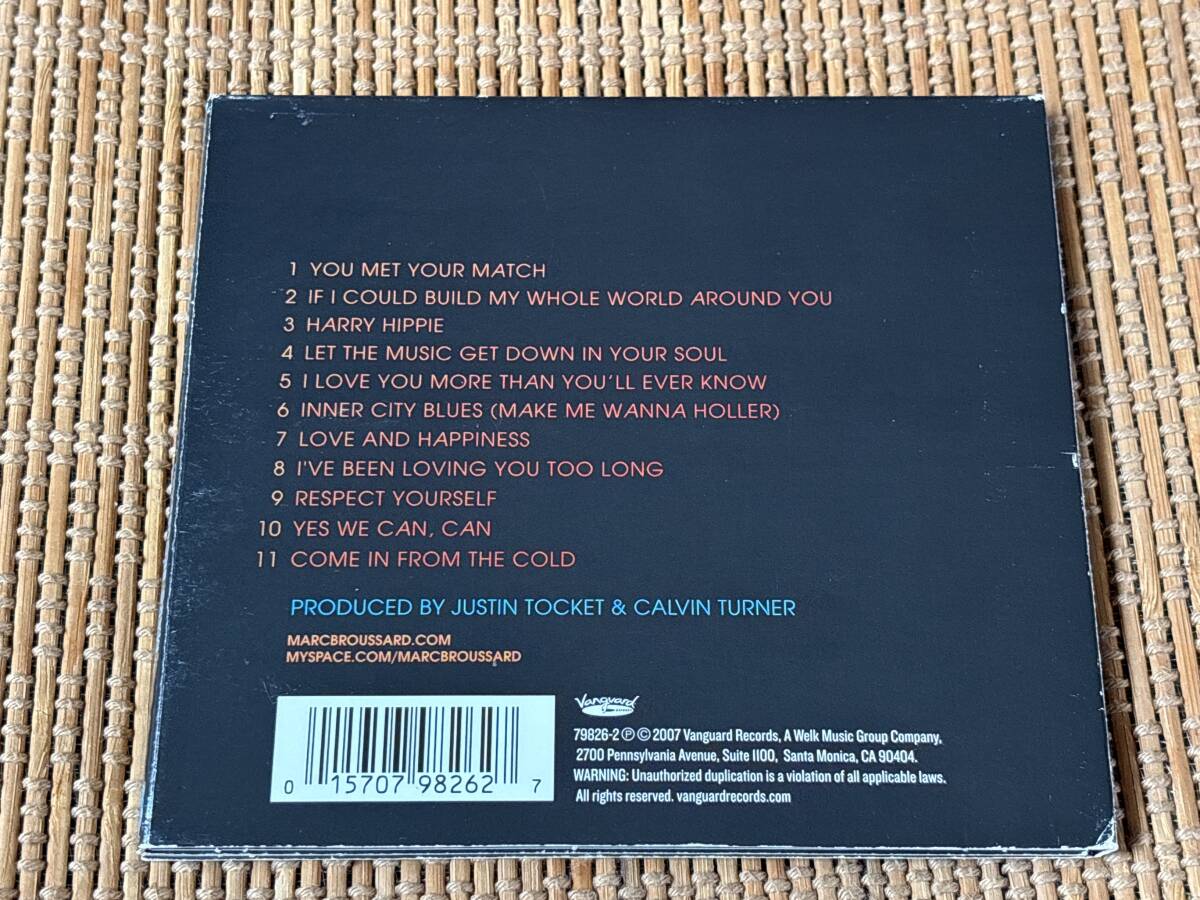 1 YOU MET YOUR MATCH
2 IF I COULD BUILD MY WHOLE WORLD AROUND YOU
3 HARRY HIPPIE
4 LET THE MUSIC GET DOWN IN YOUR SOUL
5 I LOVE YOU MORE THAN YOU'LL EVER KNOW
6 INNER CITY BLUES (MAKE ME WANNA HOLLER)
7 LOVE AND HAPPINESS
8 I'VE BEEN LOVING YOU TOO LONG
9 RESPECT YOURSELF
10 YES WE CAN, CAN
11 COME IN FROM THE COLD
PRODUCED BY JUSTIN TOCKET & CALVIN TURNER
MARCBROUSSARD.COM
MYSPACE.COM/MARCBROUSSARD
0 15707 98262 7
Vanguard
79826-2 ℗ © 2007 Vanguard Records, A Welk Music Group Company,
2700 Pennsylvania Avenue, Suite 1100, Santa Monica, CA 90404.
WARNING: Unauthorized duplication is a violation of all applicable laws.
All rights reserved. vanguardrecords.com